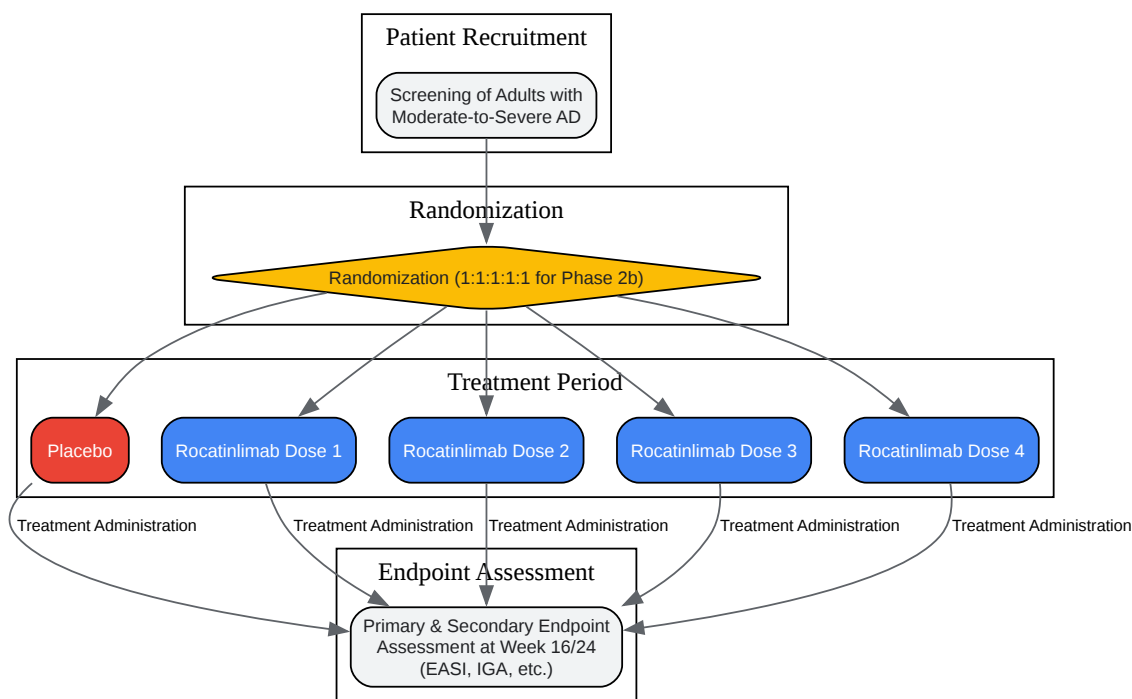 Patient Recruitment
Screening of Adults with
Moderate-to-Severe AD
Randomization
Randomization (1:1:1:1:1 for Phase 2b)
Treatment Period
Placebo
Rocatinlimab Dose 1
Rocatinlimab Dose 2
Rocatinlimab Dose 3
Rocatinlimab Dose 4
Treatment Administration
Treatment Administration
Treatment Administration
Treatment Administration
Treatment Administration
Endpoint Assessment
Primary & Secondary Endpoint
Assessment at Week 16/24
(EASI, IGA, etc.)